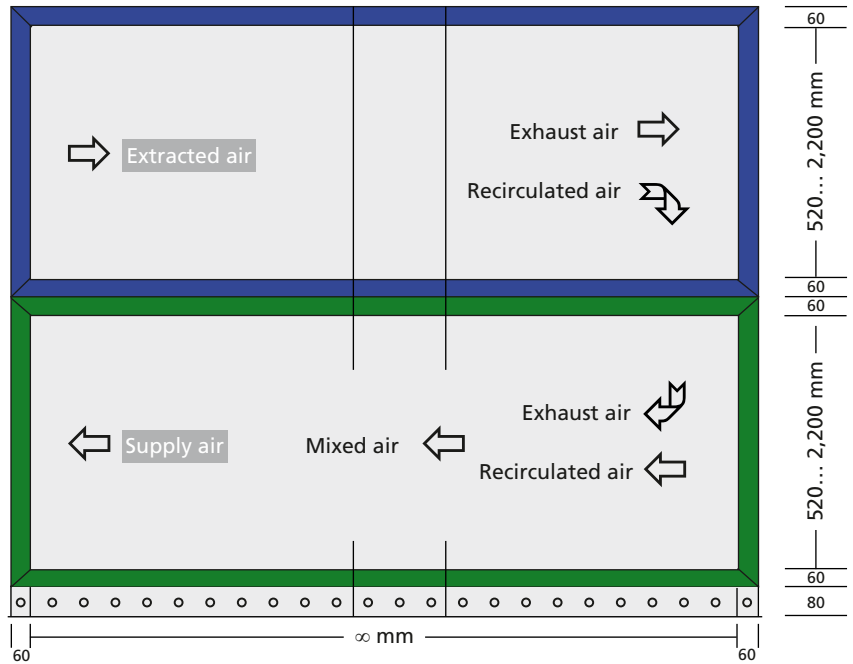 60
Exhaust air
Extracted air
Recirculated air
520... 2,200 mm
60
60
Exhaust air
Supply air
Mixed air
Recirculated air
520... 2,200 mm
60
80
∞ mm
60
60